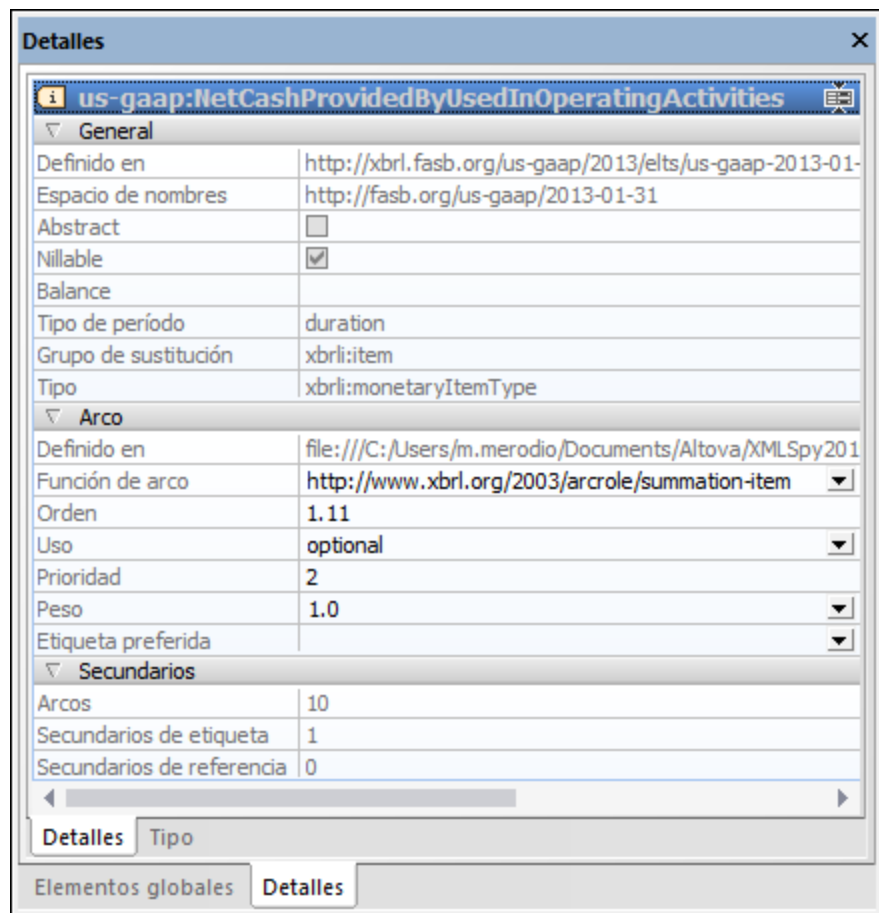 Detalles
us-gaap:NetCashProvidedByUsedInOperatingActivities
General
Definido en http://xbrl.fasb.org/us-gaap/2013/elts/us-gaap-2013-01-
Espacio de nombres http://fasb.org/us-gaap/2013-01-31
Abstract
Nillable
Balance
Tipo de período duration
Grupo de sustitución xbrli:item
Tipo xbrli:monetaryItemType
Arco
Definido en file:///C:/Users/m.merodio/Documents/Altova/XMLSpy201
Función de arco http://www.xbrl.org/2003/arcrole/summation-item
Orden 1.11
Uso optional
Prioridad 2
Peso 1.0
Etiqueta preferida
Secundarios
Arcos 10
Secundarios de etiqueta 1
Secundarios de referencia 0
Detalles Tipo
Elementos globales Detalles